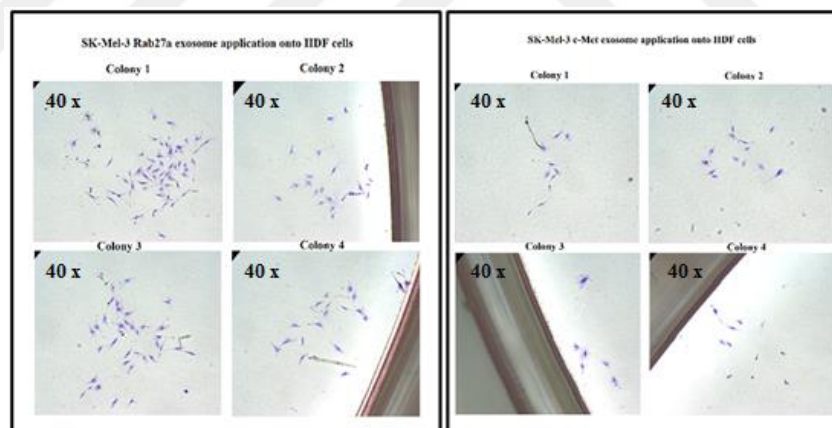 SK-Mel-3 Rab27a exosome application onto HDF cells
Colony 1
Colony 2
40 x
40 x
Colony 3
Colony 4
40 x
40 x
SK-Mel-3 c-Met exosome application onto HDF cells
Colony 1
Colony 2
40 x
40 x
Colony 3
Colony 4
40 x
40 x